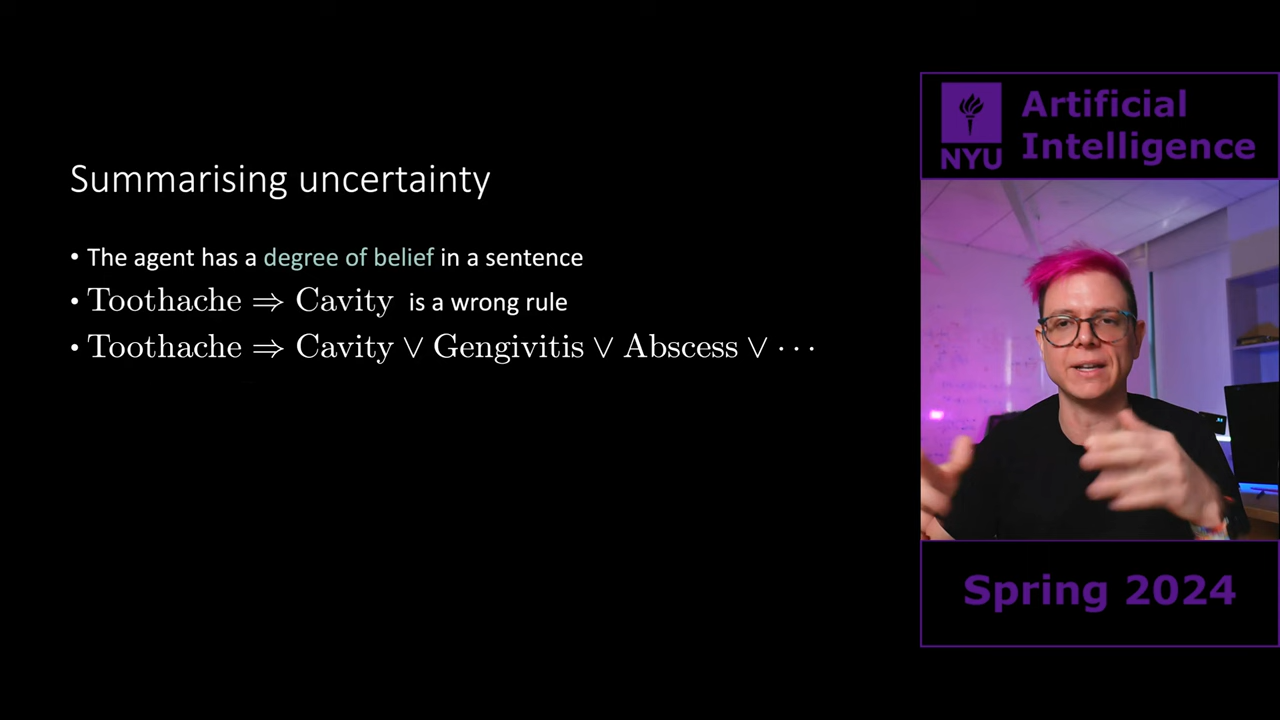 Summarising uncertainty
• The agent has a degree of belief in a sentence
• Toothache ⇒ Cavity is a wrong rule
• Toothache ⇒ Cavity ∨ Gengivitis ∨ Abscess ∨ ···
NYU
Artificial
Intelligence
Spring 2024